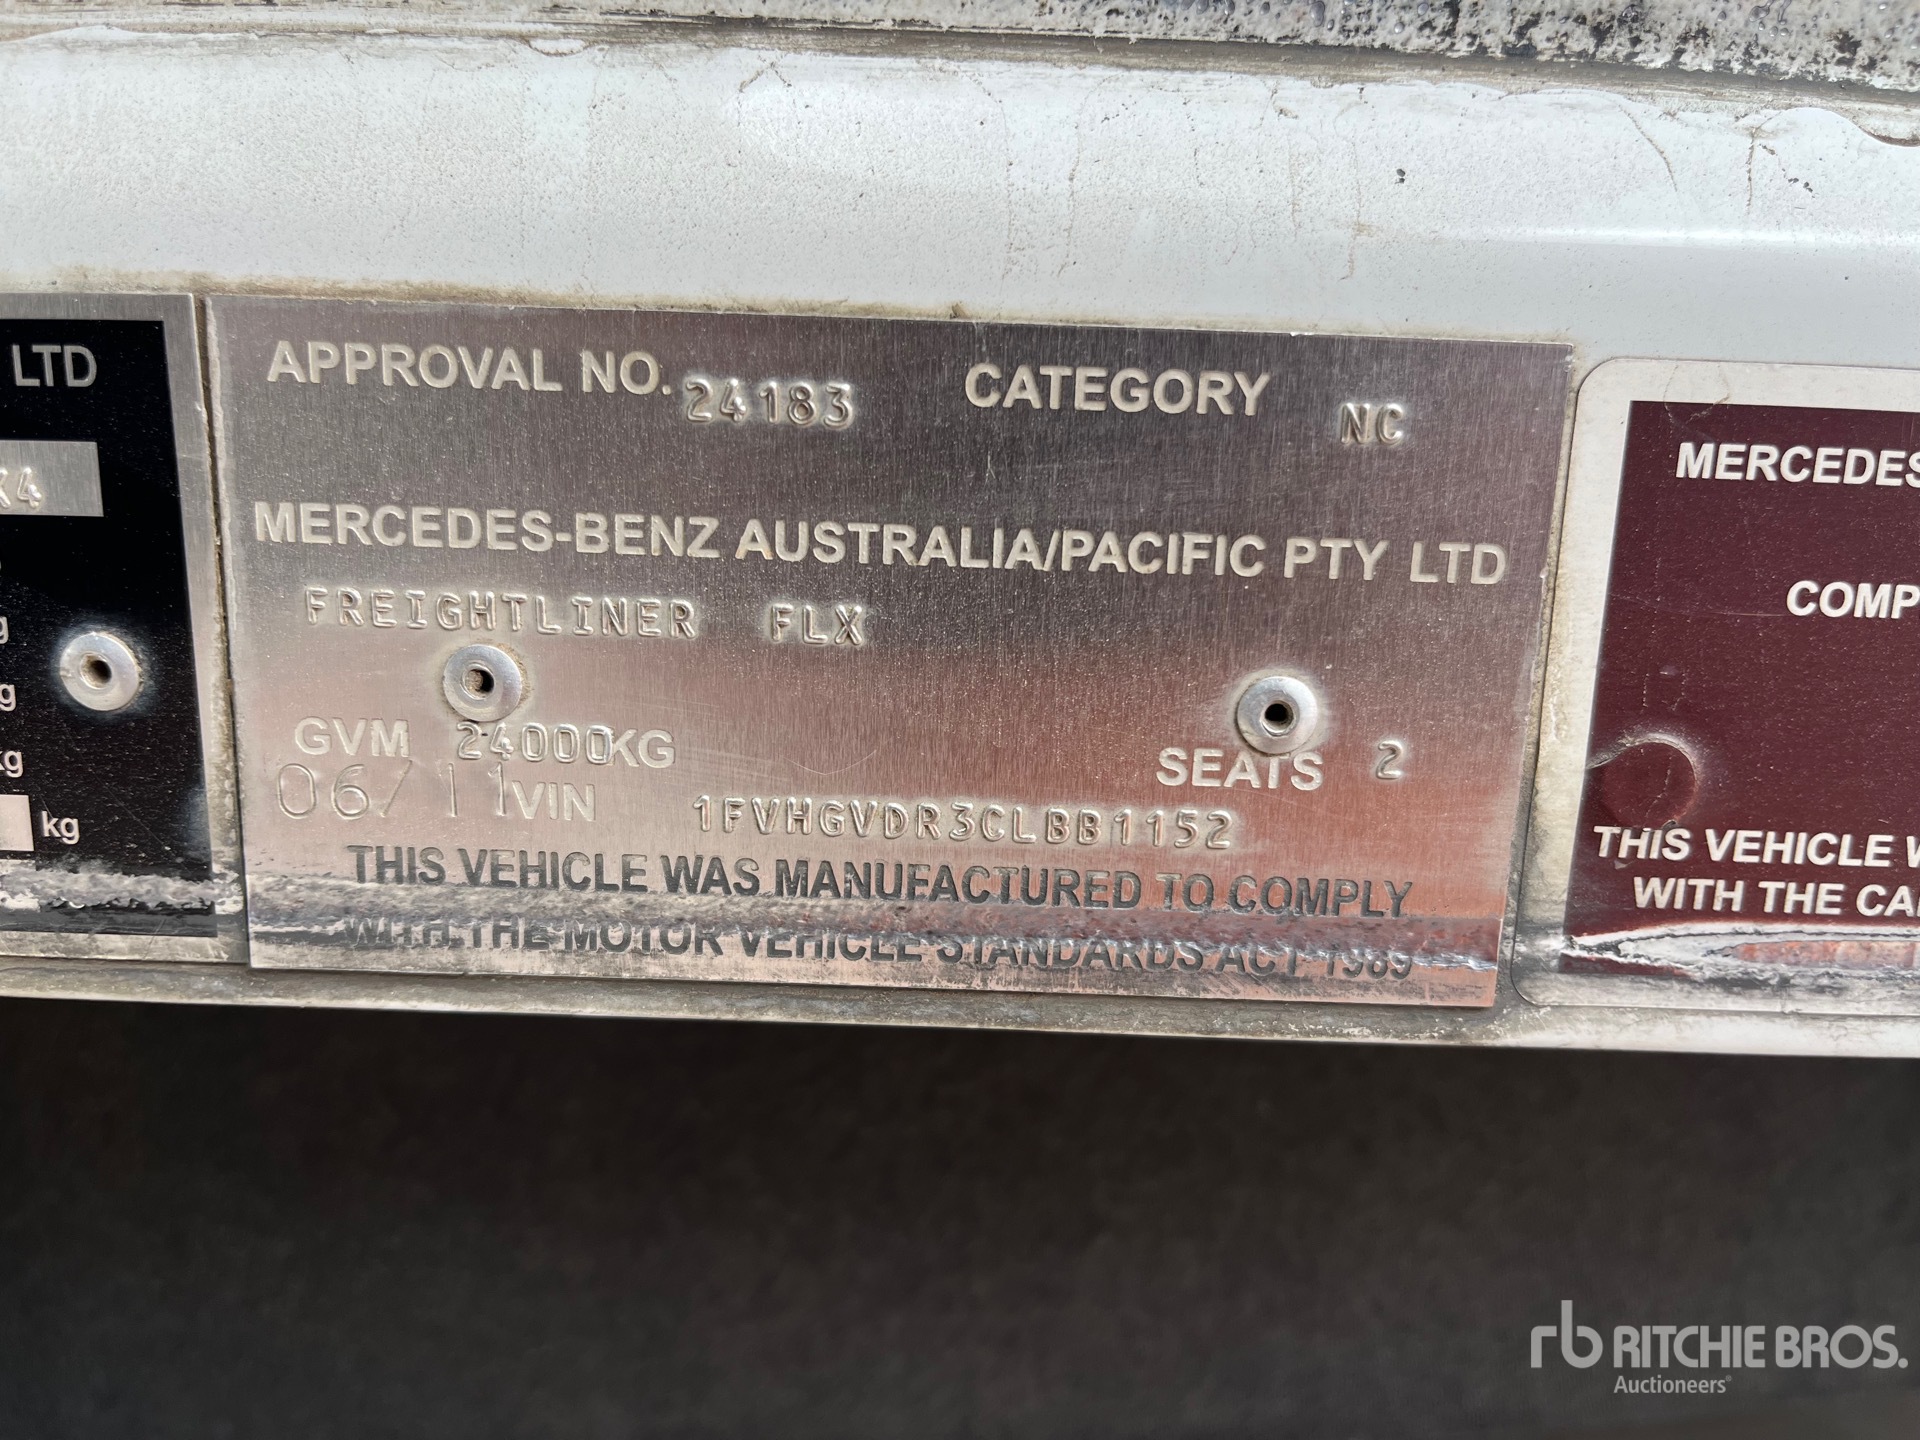 LTD
X4
g
g
kg
kg
APPROVAL NO. 24183 CATEGORY NC
MERCEDES-BENZ AUSTRALIA/PACIFIC PTY LTD
FREIGHTLINER FLX
GVM 24000KG SEATS 2
06/11 VIN 1FVHGVDR3CLBB1152
THIS VEHICLE WAS MANUFACTURED TO COMPLY
WITH THE MOTOR VEHICLE STANDARDS ACT 1989
MERCEDES
COMP
THIS VEHICLE W
WITH THE CA
rb RITCHIE BROS.
Auctioneers®